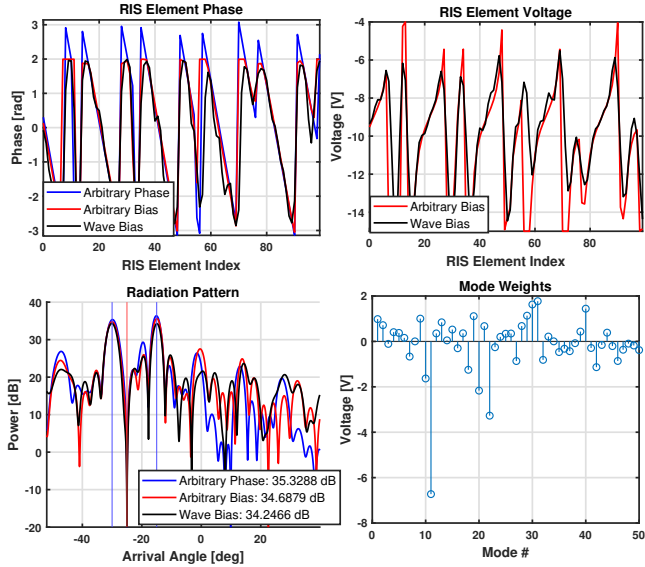 RIS Element Phase
3
2
1
0
1
-2
-3
0
20
40
60
80
Phase [rad]
RIS Element Index
Arbitrary Phase
Arbitrary Bias
Wave Bias
RIS Element Voltage
-4
-6
-8
-10
-12
-14
0
20
40
60
80
Voltage [V]
RIS Element Index
Arbitrary Bias
Wave Bias
Radiation Pattern
40
30
20
10
0
-10
-20
-40
-20
0
20
Power [dB]
Arrival Angle [deg]
Arbitrary Phase: 35.3288 dB
Arbitrary Bias: 34.6879 dB
Wave Bias: 34.2466 dB
Mode Weights
2
0
-2
-4
-6
-8
0
10
20
30
40
50
Voltage [V]
Mode #